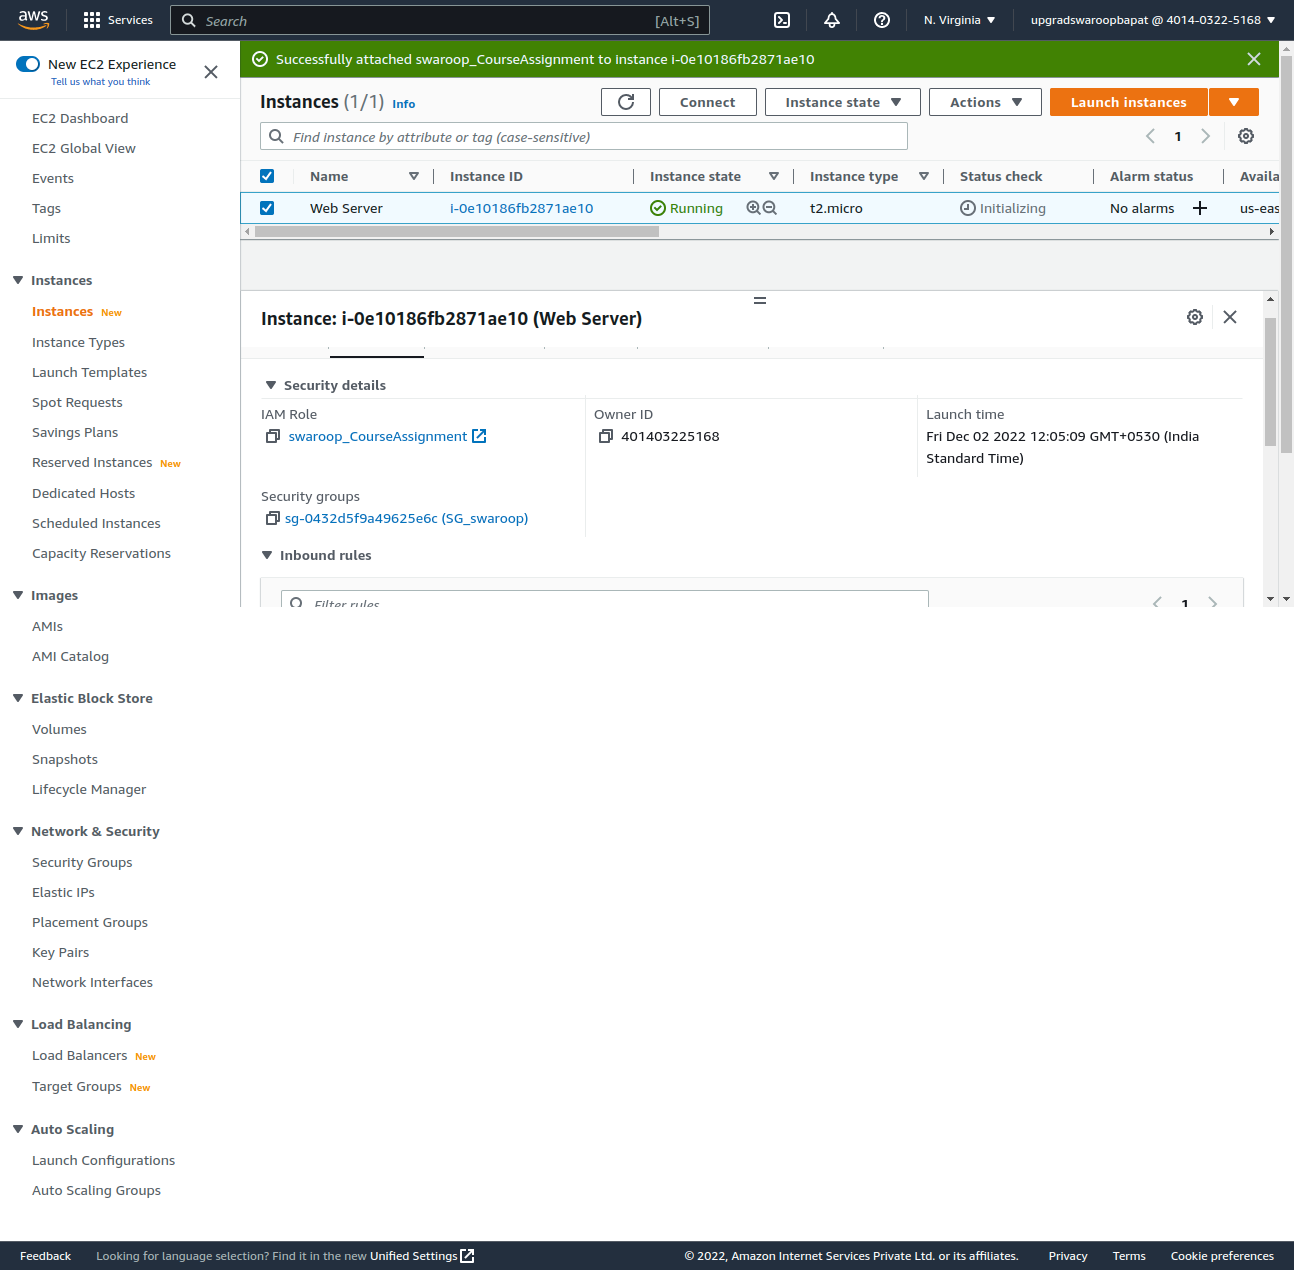 aws Services Search [Alt+S] N. Virginia upgradswaroopbapat @ 4014-0322-5168
New EC2 Experience
Tell us what you think
EC2 Dashboard
EC2 Global View
Events
Tags
Limits
Instances
Instances New
Instance Types
Launch Templates
Spot Requests
Savings Plans
Reserved Instances New
Dedicated Hosts
Scheduled Instances
Capacity Reservations
Images
AMIs
AMI Catalog
Elastic Block Store
Volumes
Snapshots
Lifecycle Manager
Network & Security
Security Groups
Elastic IPs
Placement Groups
Key Pairs
Network Interfaces
Load Balancing
Load Balancers New
Target Groups New
Auto Scaling
Launch Configurations
Auto Scaling Groups
Successfully attached swaroop_CourseAssignment to instance i-0e10186fb2871ae10
Instances (1/1) Info Connect Instance state Actions Launch instances
Find instance by attribute or tag (case-sensitive) 1
Name Instance ID Instance state Instance type Status check Alarm status Availa
Web Server i-0e10186fb2871ae10 Running t2.micro Initializing No alarms us-eas
Instance: i-0e10186fb2871ae10 (Web Server)
Security details
IAM Role Owner ID Launch time
swaroop_CourseAssignment 401403225168 Fri Dec 02 2022 12:05:09 GMT+0530 (India
Standard Time)
Security groups
sg-0432d5f9a49625e6c (SG_swaroop)
Inbound rules
Filter rules 1
Feedback Looking for language selection? Find it in the new Unified Settings © 2022, Amazon Internet Services Private Ltd. or its affiliates. Privacy Terms Cookie preferences